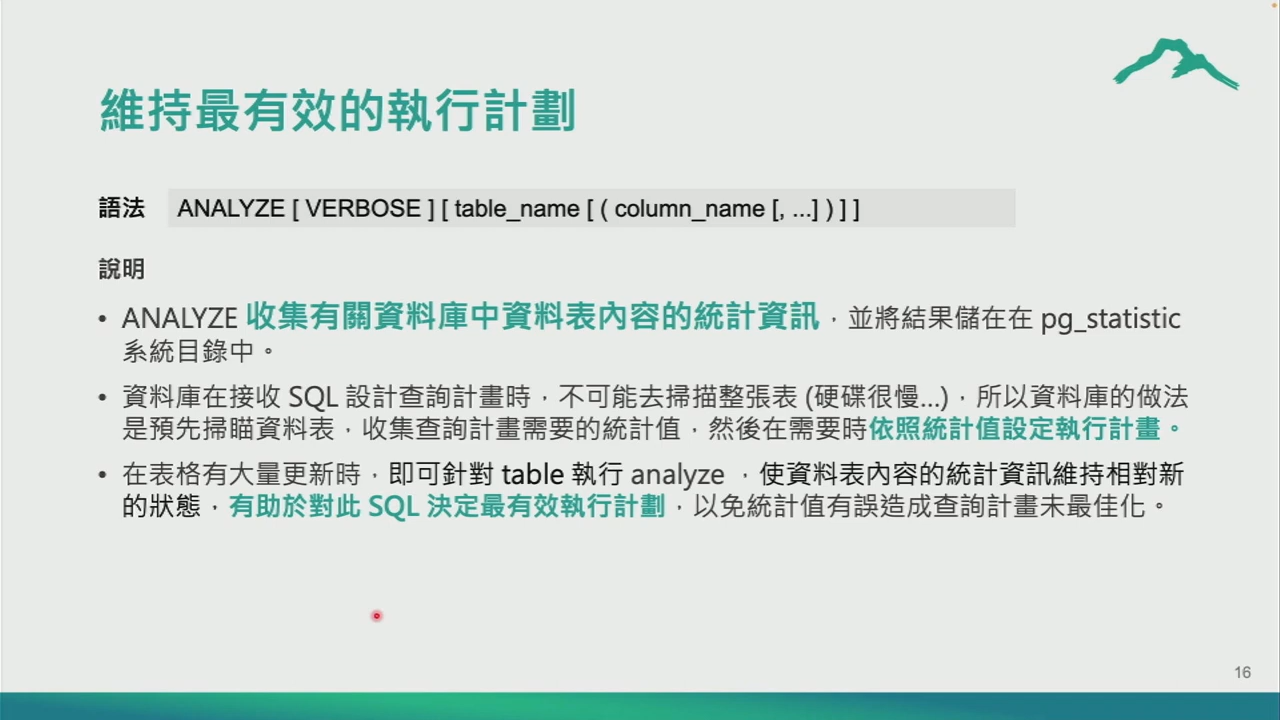 維持最有效的執行計劃
語法 ANALYZE [ VERBOSE ] [ table_name [ ( column_name [, ...] ) ] ]
說明
• ANALYZE 收集有關資料庫中資料表內容的統計資訊，並將結果儲在在 pg_statistic
系統目錄中。
• 資料庫在接收 SQL 設計查詢計畫時，不可能去掃描整張表 (硬碟很慢...)，所以資料庫的做法
是預先掃瞄資料表，收集查詢計畫需要的統計值，然後在需要時依照統計值設定執行計畫。
• 在表格有大量更新時，即可針對 table 執行 analyze ，使資料表內容的統計資訊維持相對新
的狀態，有助於對此 SQL 決定最有效執行計劃，以免統計值有誤造成查詢計畫未最佳化。
16